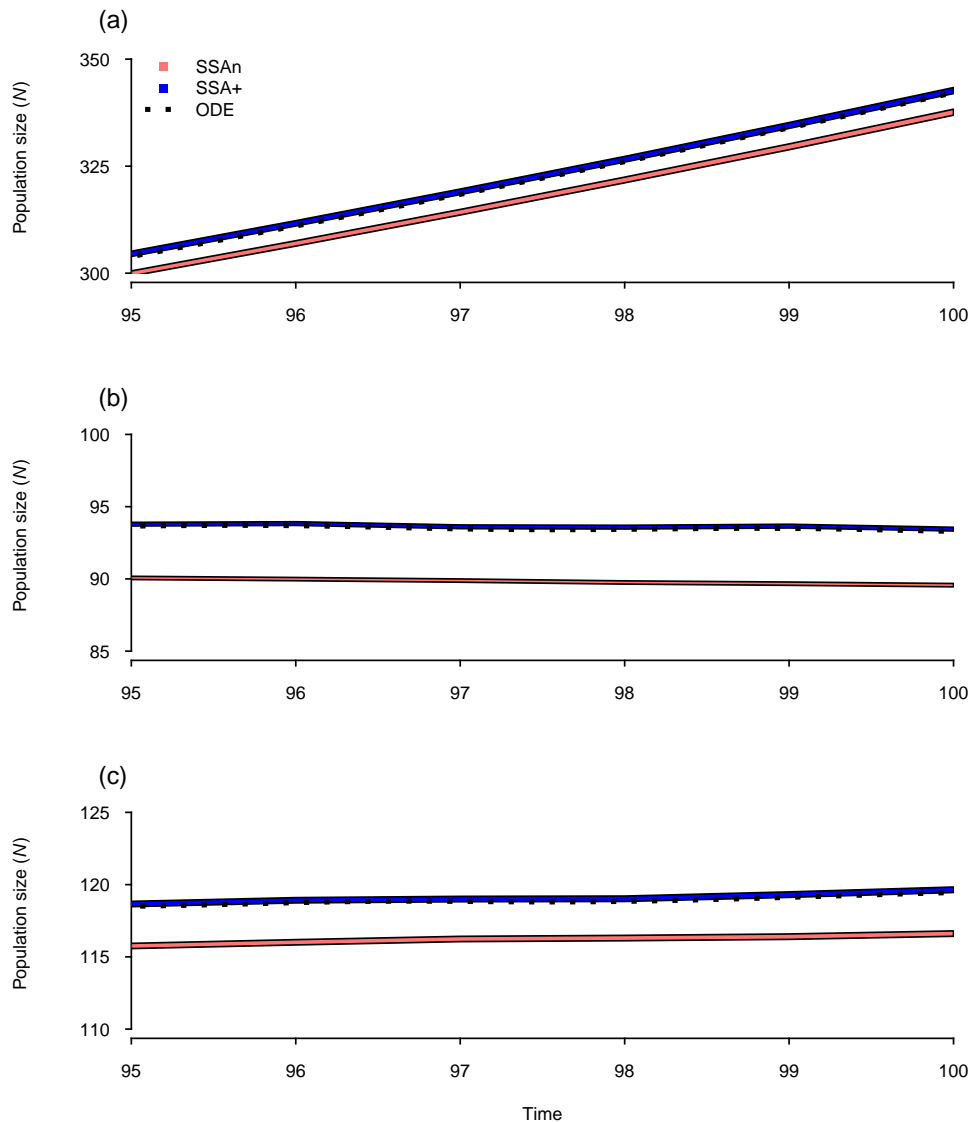 (a)
Population size (N)
350
325
300
SSAn
SSA+
ODE
95 96 97 98 99 100
(b)
Population size (N)
100
95
90
85
95 96 97 98 99 100
(c)
Population size (N)
125
120
115
110
95 96 97 98 99 100
Time